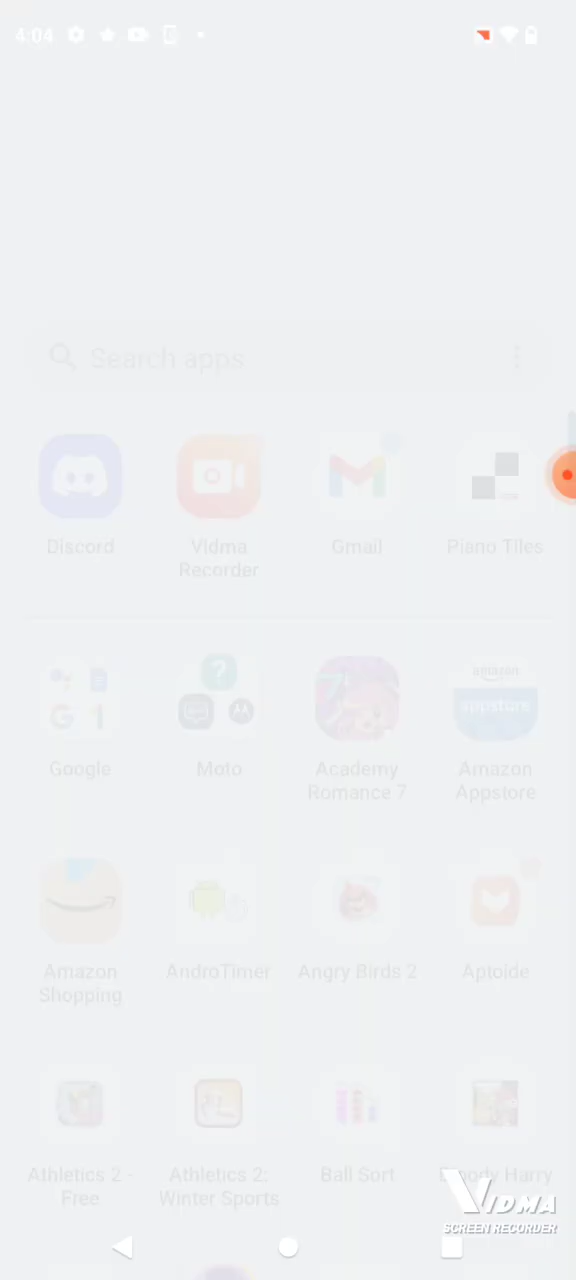 4:04
Search apps
Discord
Vidma Recorder
Gmail
Piano Tiles
Google
Moto
Academy Romance 7
amazon
appstore
Amazon Appstore
Amazon Shopping
AndroTimer
Angry Birds 2
Aptoide
Athletics 2 - Free
Athletics 2: Winter Sports
Ball Sort
Harry
VIDMA
SCREEN RECORDER